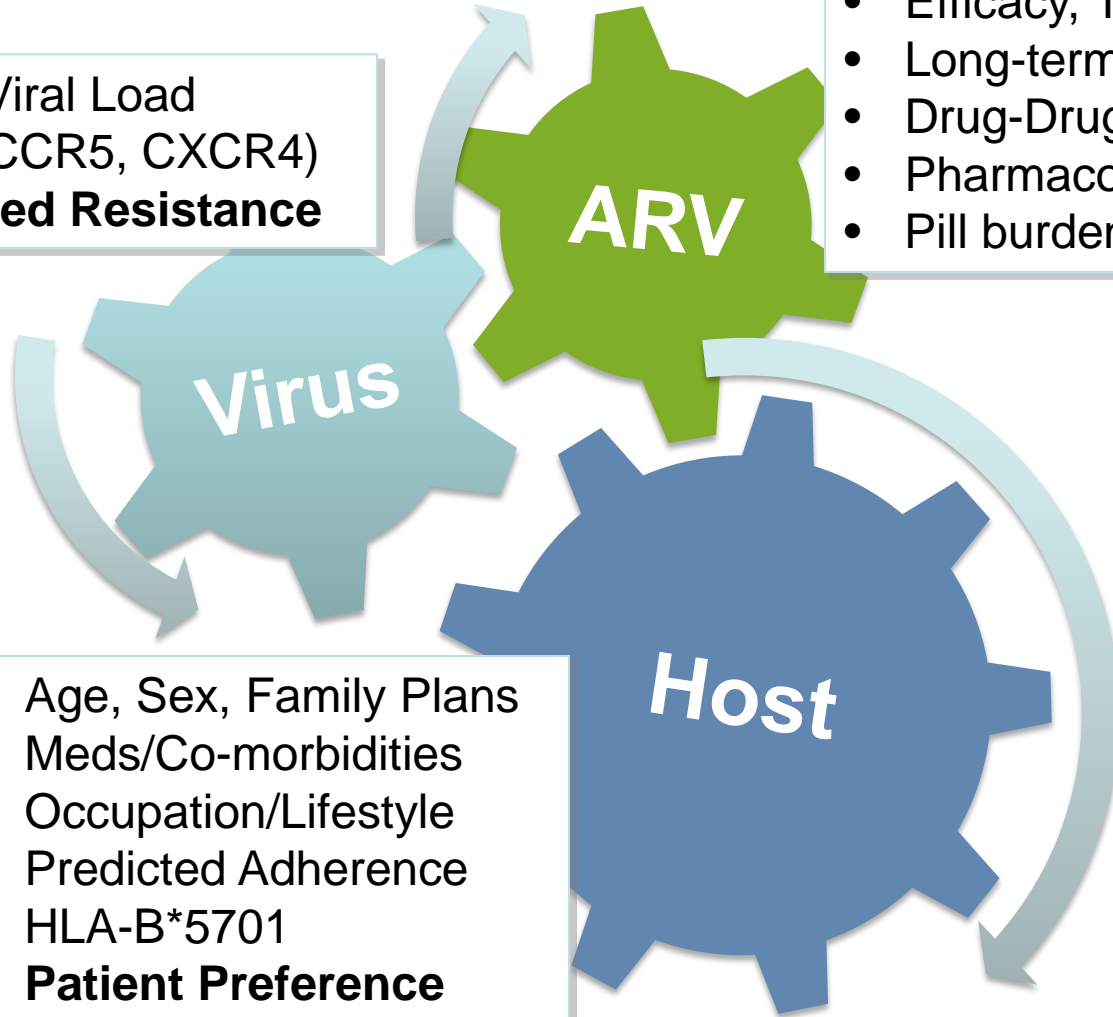 Viral Load
CCR5, CXCR4)
ed Resistance
• Efficacy,
• Long-term
• Drug-Drug
• Pharmaco
• Pill burden
ARV
Virus
Host
Age, Sex, Family Plans
Meds/Co-morbidities
Occupation/Lifestyle
Predicted Adherence
HLA-B*5701
Patient Preference